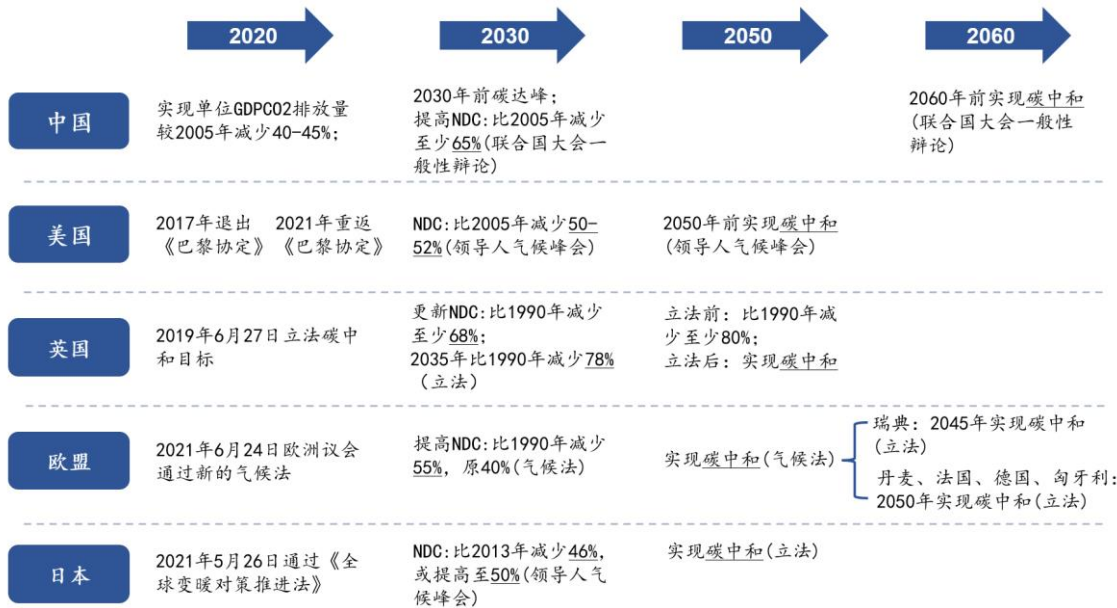 2020
2030
2050
2060
中国
实现单位GDPCO2排放量
较2005年减少40-45%;
2030年前碳达峰;
提高NDC:比2005年减少
至少65%(联合国大会一
般性辩论)
2060年前实现碳中和
(联合国大会一般性
辩论)
美国
2017年退出 2021年重返
《巴黎协定》 《巴黎协定》
NDC:比2005年减少50-
52%(领导人气候峰会)
2050年前实现碳中和
(领导人气候峰会)
英国
2019年6月27日立法碳中
和目标
更新NDC:比1990年减少
至少68%;
2035年比1990年减少78%
(立法)
立法前: 比1990年减
少至少80%;
立法后: 实现碳中和
欧盟
2021年6月24日欧洲议会
通过新的气候法
提高NDC:比1990年减少
55%, 原40%(气候法)
实现碳中和(气候法)
瑞典: 2045年实现碳中和
(立法)
丹麦、法国、德国、匈牙利:
2050年实现碳中和(立法)
日本
2021年5月26日通过《全
球变暖对策推进法》
NDC:比2013年减少46%,
或提高至50%(领导人气
候峰会)
实现碳中和(立法)